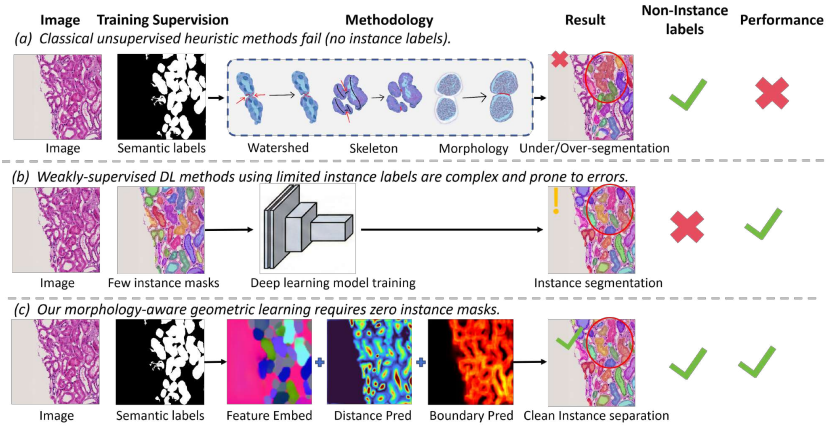 Image Training Supervision Methodology Result Non-Instance labels Performance
(a) Classical unsupervised heuristic methods fail (no instance labels).
Watershed Skeleton Morphology
Image Semantic labels Under/Over-segmentation
(b) Weakly-supervised DL methods using limited instance labels are complex and prone to errors.
Image Few instance masks Deep learning model training Instance segmentation
(c) Our morphology-aware geometric learning requires zero instance masks.
Image Semantic labels Feature Embed Distance Pred Boundary Pred Clean Instance separation